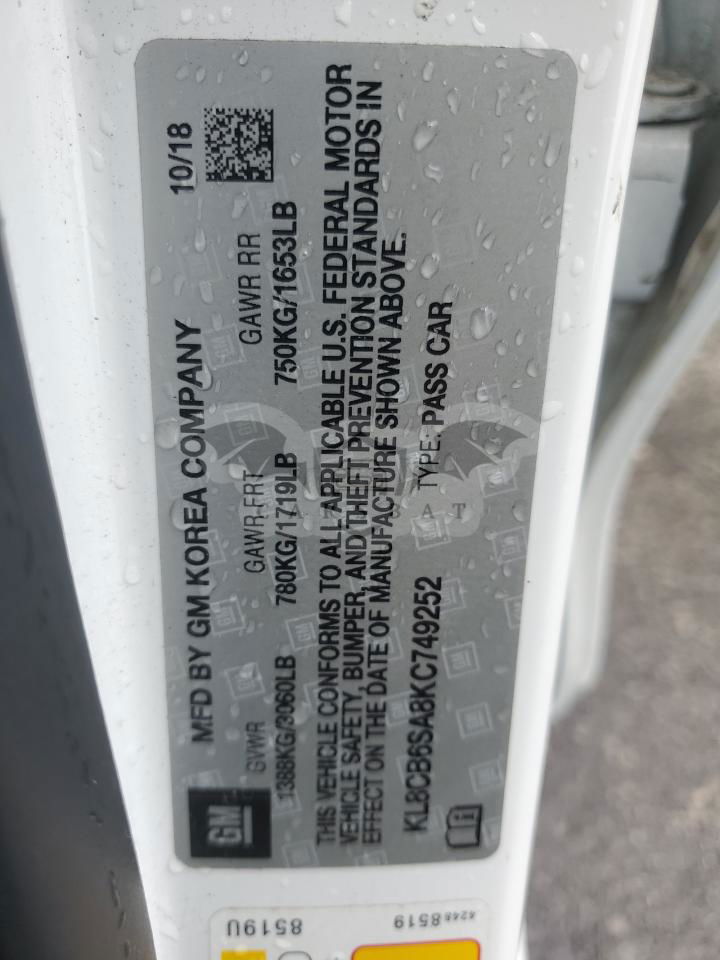 MFD BY GM KOREA COMPANY 10/18
GVWR GAWR FRT GAWR RR
1388KG/3060LB 780KG/1719LB 750KG/1653LB
THIS VEHICLE CONFORMS TO ALL APPLICABLE U.S. FEDERAL MOTOR
VEHICLE SAFETY, BUMPER, AND THEFT PREVENTION STANDARDS IN
EFFECT ON THE DATE OF MANUFACTURE SHOWN ABOVE.
KL8CB6SA8KC749252 TYPE: PASS CAR
GM
8519U
42468519